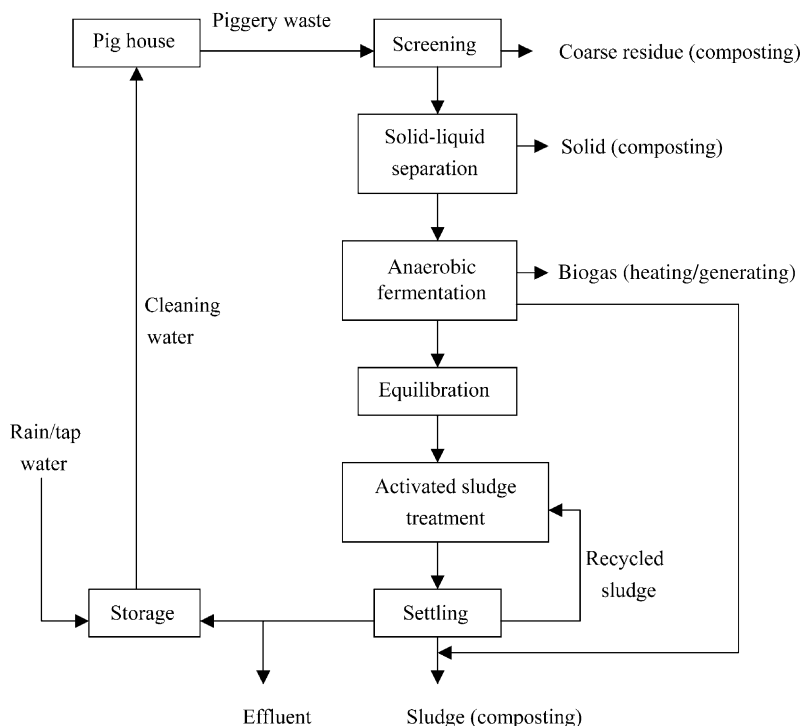 Piggery waste
Pig house
Screening
Coarse residue (composting)
Solid-liquid
separation
Solid (composting)
Anaerobic
fermentation
Biogas (heating/generating)
Cleaning
water
Equilibration
Rain/tap
water
Activated sludge
treatment
Recycled
sludge
Storage
Settling
Effluent
Sludge (composting)